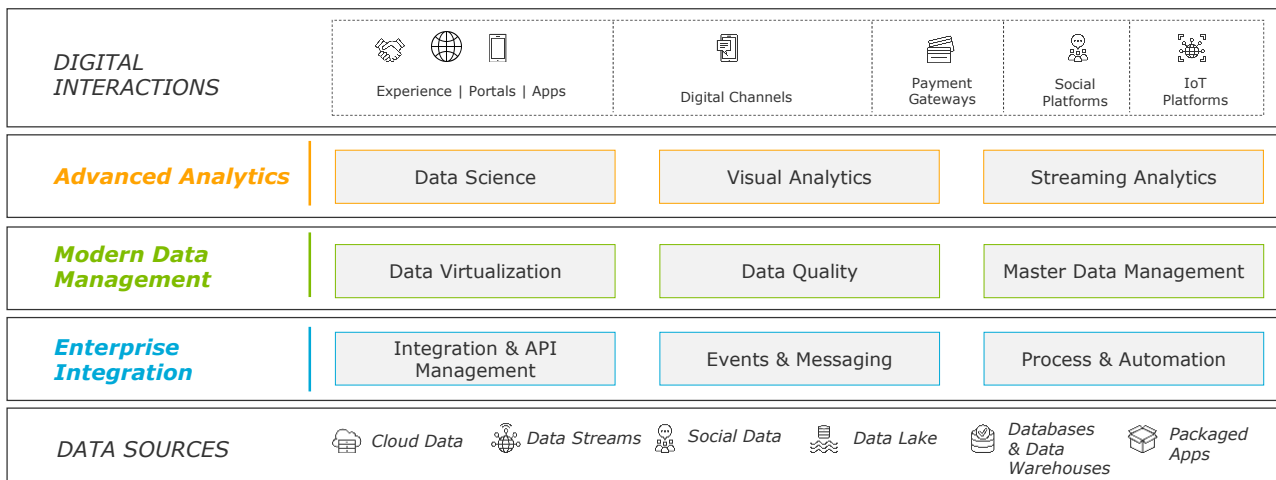 DIGITAL
INTERACTIONS
Experience | Portals | Apps
Digital Channels
Payment
Gateways
Social
Platforms
IoT
Platforms
Advanced Analytics
Data Science
Visual Analytics
Streaming Analytics
Modern Data
Management
Data Virtualization
Data Quality
Master Data Management
Enterprise
Integration
Integration & API
Management
Events & Messaging
Process & Automation
DATA SOURCES
Cloud Data
Data Streams
Social Data
Data Lake
Databases
& Data
Warehouses
Packaged
Apps